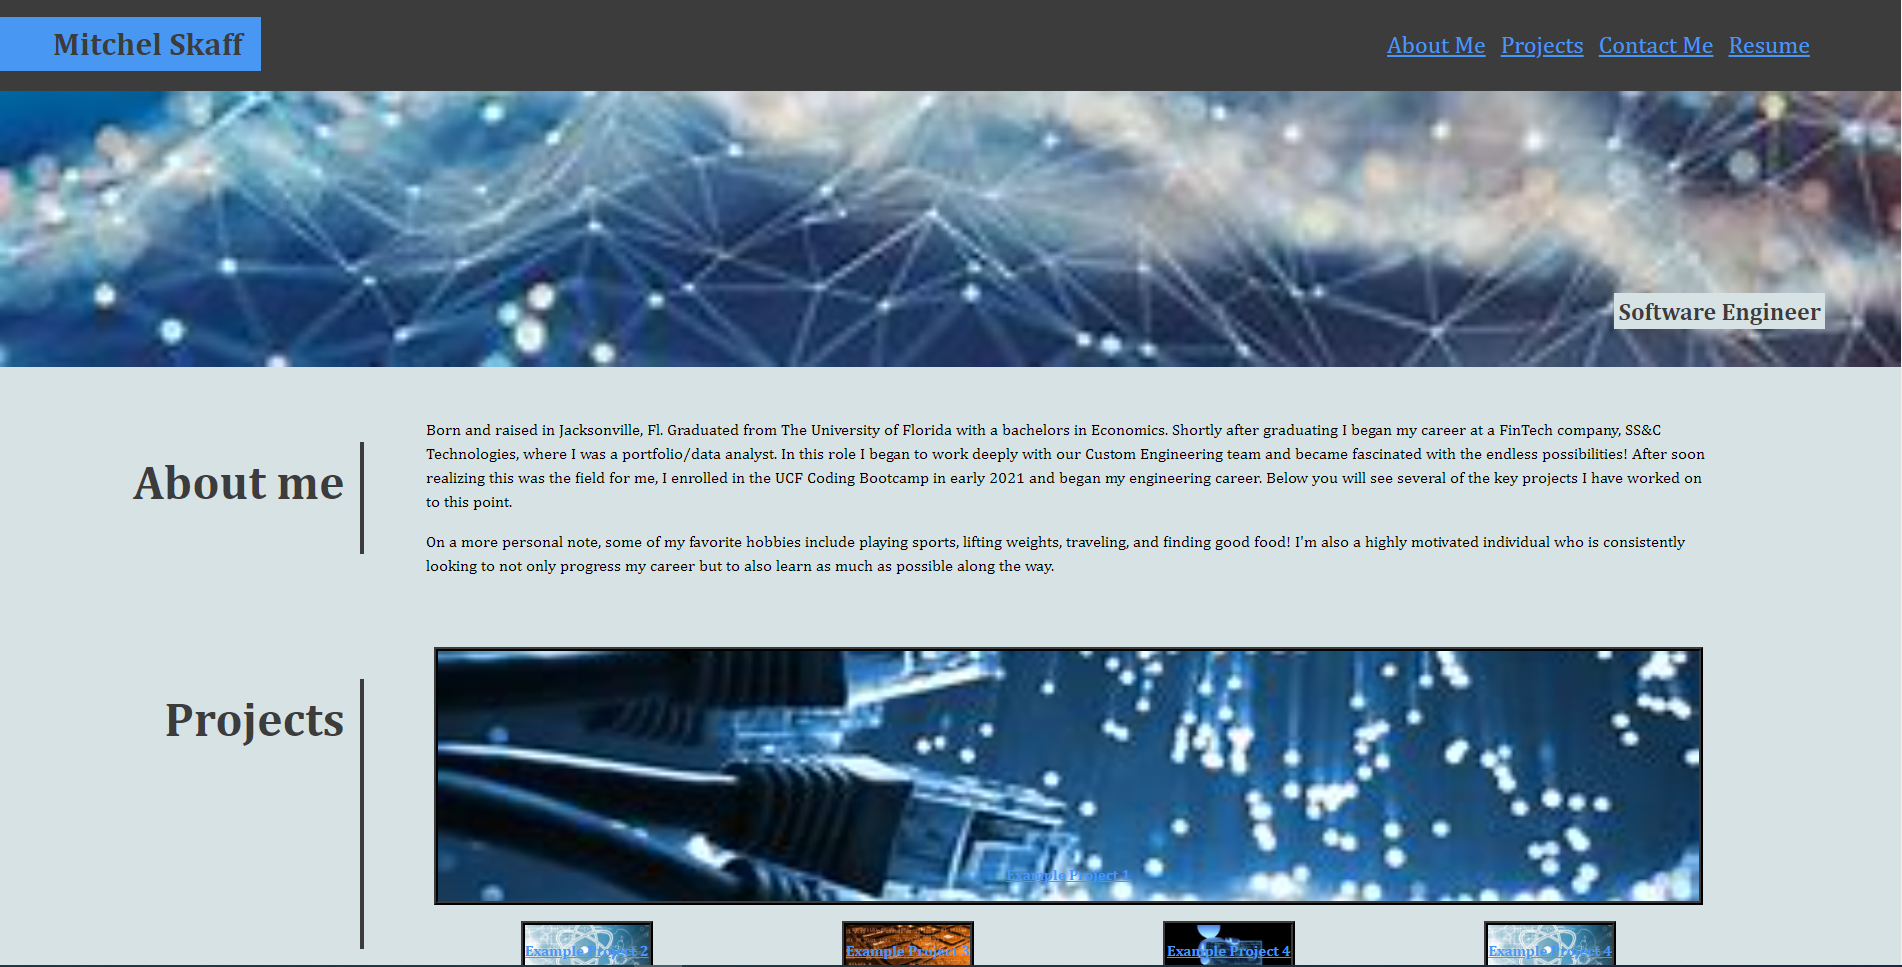 Mitchel Skaff
About Me Projects Contact Me Resume
Software Engineer
About me
Born and raised in Jacksonville, Fl. Graduated from The University of Florida with a bachelors in Economics. Shortly after graduating I began my career at a FinTech company, SS&C
Technologies, where I was a portfolio/data analyst. In this role I began to work deeply with our Custom Engineering team and became fascinated with the endless possibilities! After soon
realizing this was the field for me, I enrolled in the UCF Coding Bootcamp in early 2021 and began my engineering career. Below you will see several of the key projects I have worked on
to this point.
On a more personal note, some of my favorite hobbies include playing sports, lifting weights, traveling, and finding good food! I'm also a highly motivated individual who is consistently
looking to not only progress my career but to also learn as much as possible along the way.
Projects
Example Project 1
Example Project 2
Example Project 3
Example Project 4
Example Project 4